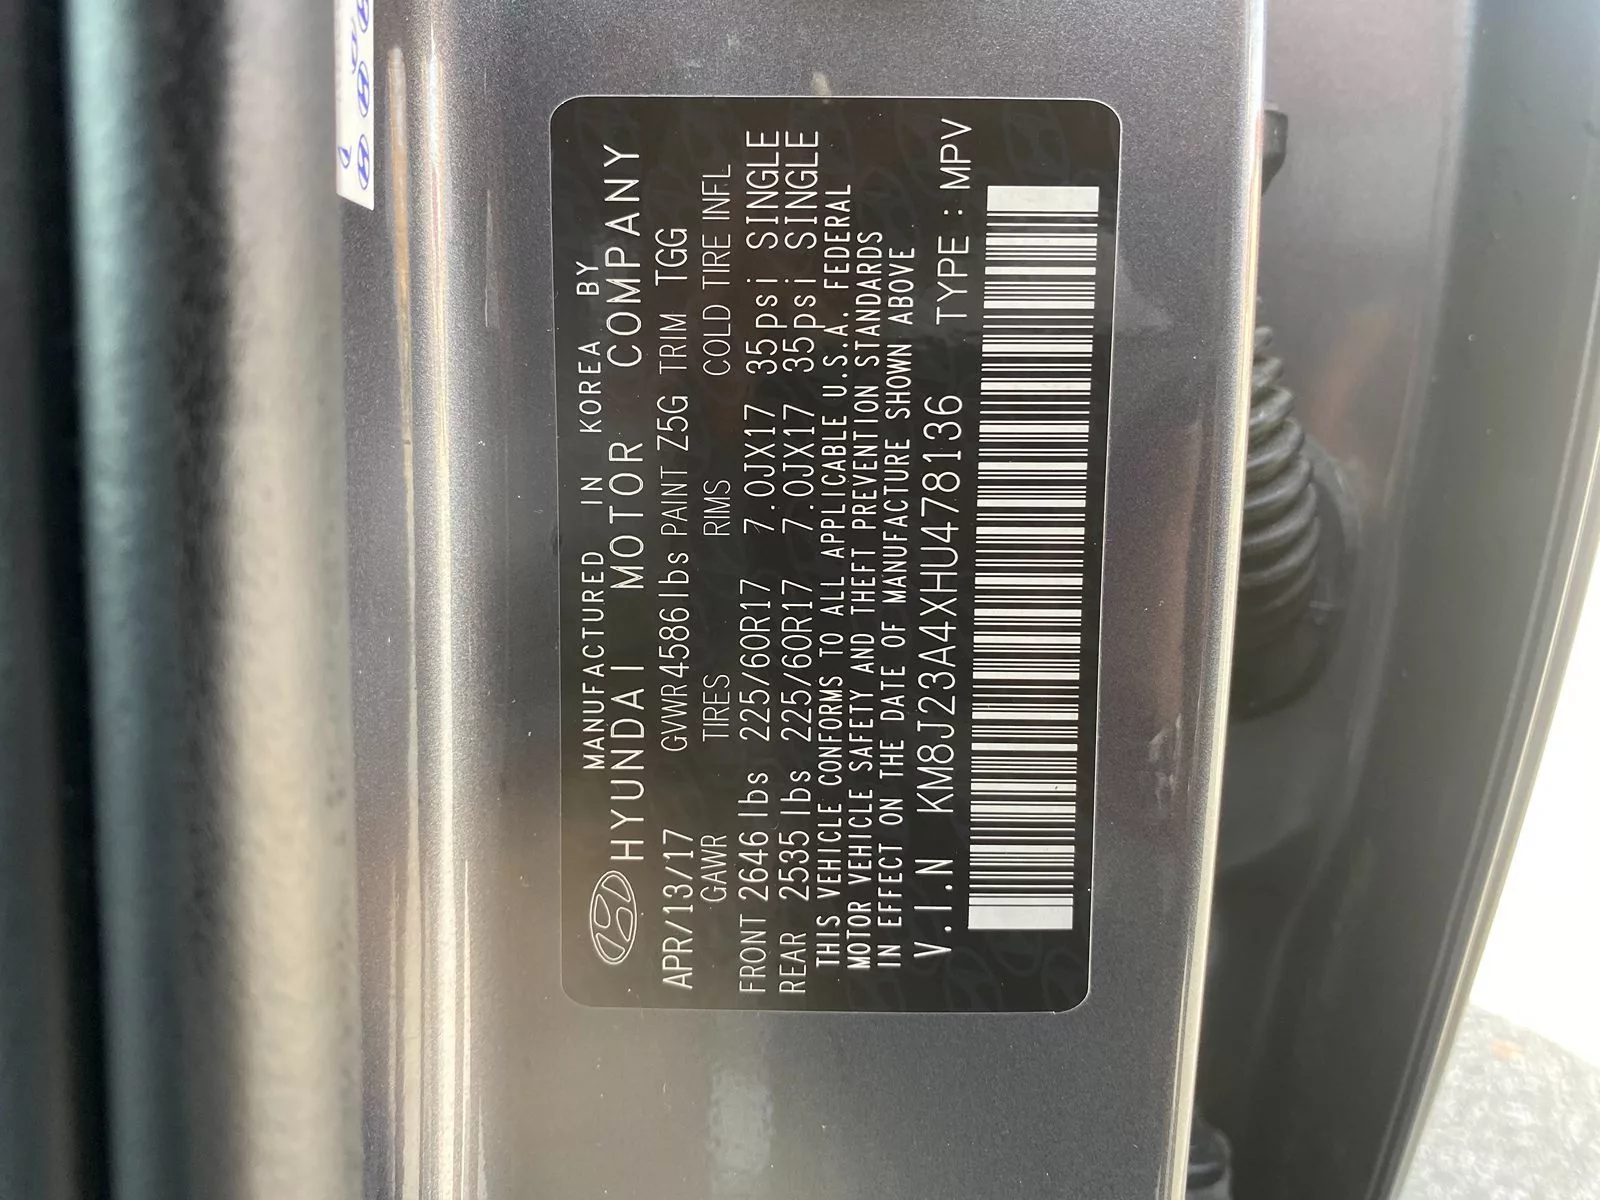 MANUFACTURED IN KOREA BY
HYUNDAI MOTOR COMPANY
APR/13/17 GVWR4586lbs PAINT Z5G TRIM TGG
GAWR TIRES RIMS COLD TIRE INFL
FRONT 2646lbs 225/60R17 7.0JX17 35psi SINGLE
REAR 2535lbs 225/60R17 7.0JX17 35psi SINGLE
THIS VEHICLE CONFORMS TO ALL APPLICABLE U.S.A. FEDERAL
MOTOR VEHICLE SAFETY AND THEFT PREVENTION STANDARDS
IN EFFECT ON THE DATE OF MANUFACTURE SHOWN ABOVE
V.I.N KM8J23A4XHU478136 TYPE : MPV